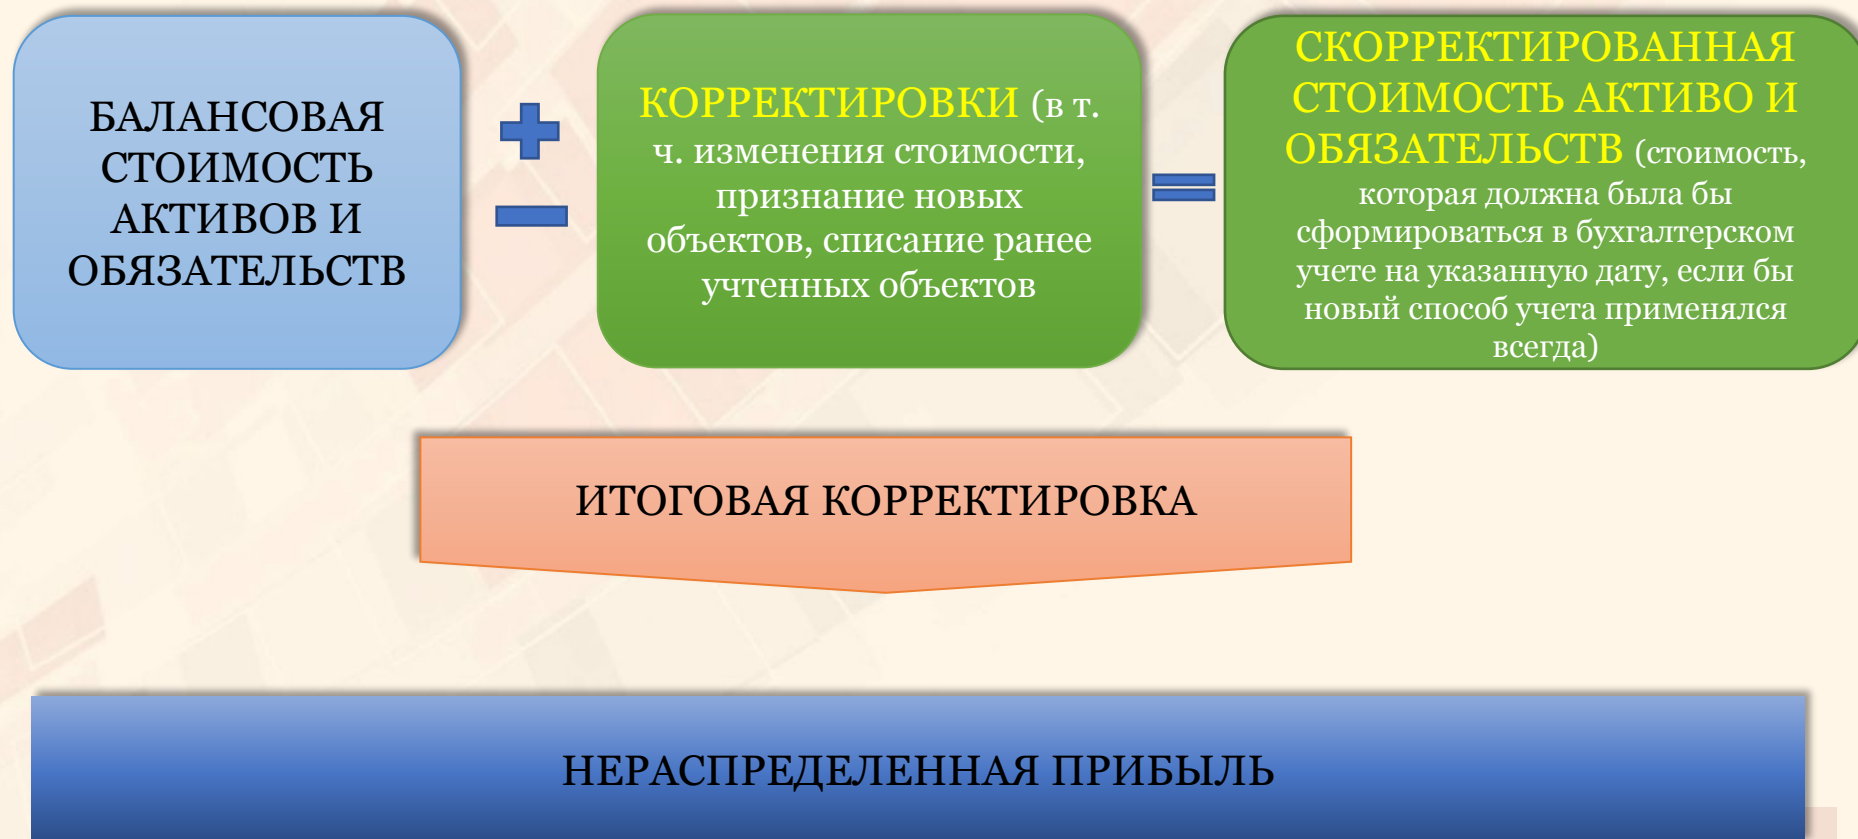 БАЛАНСОВАЯ
СТОИМОСТЬ
АКТИВОВ И
ОБЯЗАТЕЛЬСТВ
КОРРЕКТИРОВКИ (в т.
ч. изменения стоимости,
признание новых
объектов, списание ранее
учтенных объектов
СКОРРЕКТИРОВАННАЯ
СТОИМОСТЬ АКТИВО И
ОБЯЗАТЕЛЬСТВ (стоимость,
которая должна была бы
сформироваться в бухгалтерском
учете на указанную дату, если бы
новый способ учета применялся
всегда)
ИТОГОВАЯ КОРРЕКТИРОВКА
НЕРАСПРЕДЕЛЕННАЯ ПРИБЫЛЬ